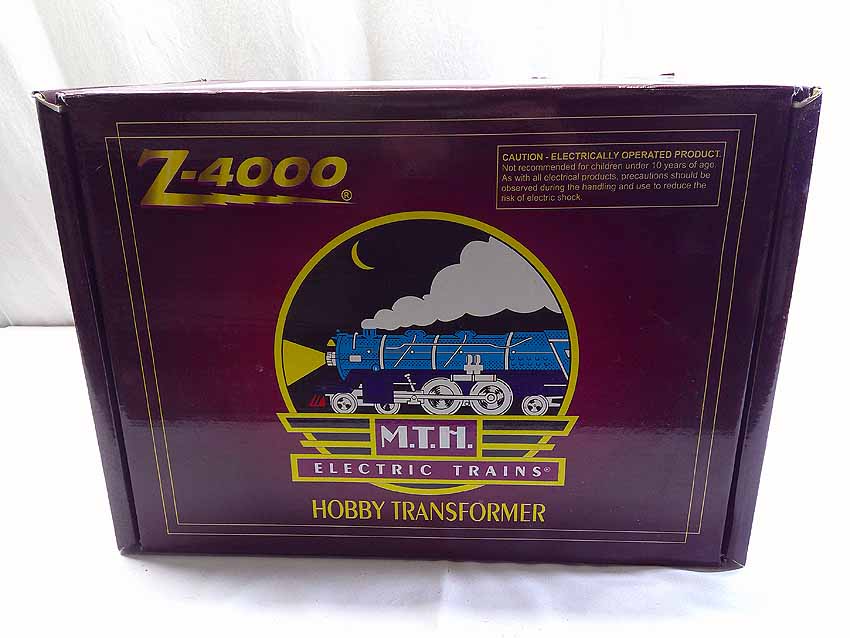 Z-4000®
CAUTION - ELECTRICALLY OPERATED PRODUCT.
Not recommended for children under 10 years of age.
As with all electrical products, precautions should be
observed during the handling and use to reduce the
risk of electric shock.
M.T.H.
ELECTRIC TRAINS®
HOBBY TRANSFORMER